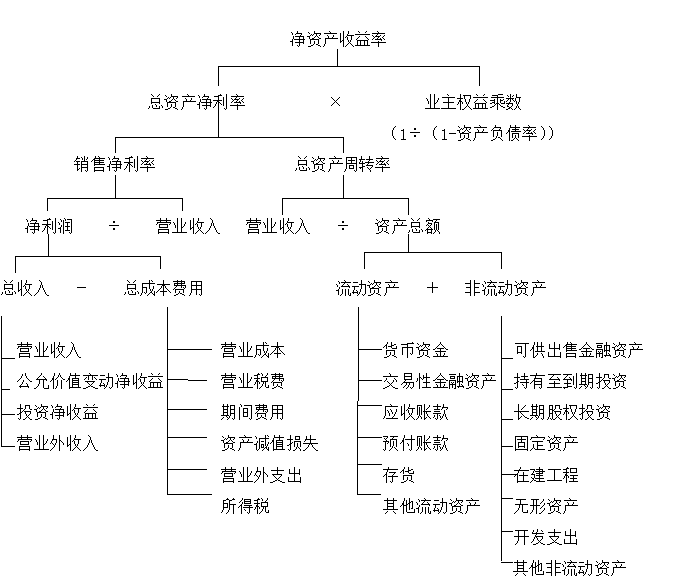 净资产收益率
总资产净利率 × 业主权益乘数
（1÷（1-资产负债率））
销售净利率 总资产周转率
净利润 ÷ 营业收入 营业收入 ÷ 资产总额
总收入 － 总成本费用 流动资产 ＋ 非流动资产
营业收入 营业成本 货币资金 可供出售金融资产
公允价值变动净收益 营业税费 交易性金融资产 持有至到期投资
投资净收益 期间费用 应收账款 长期股权投资
营业外收入 资产减值损失 预付账款 固定资产
营业外支出 存货 在建工程
所得税 其他流动资产 无形资产
开发支出
其他非流动资产